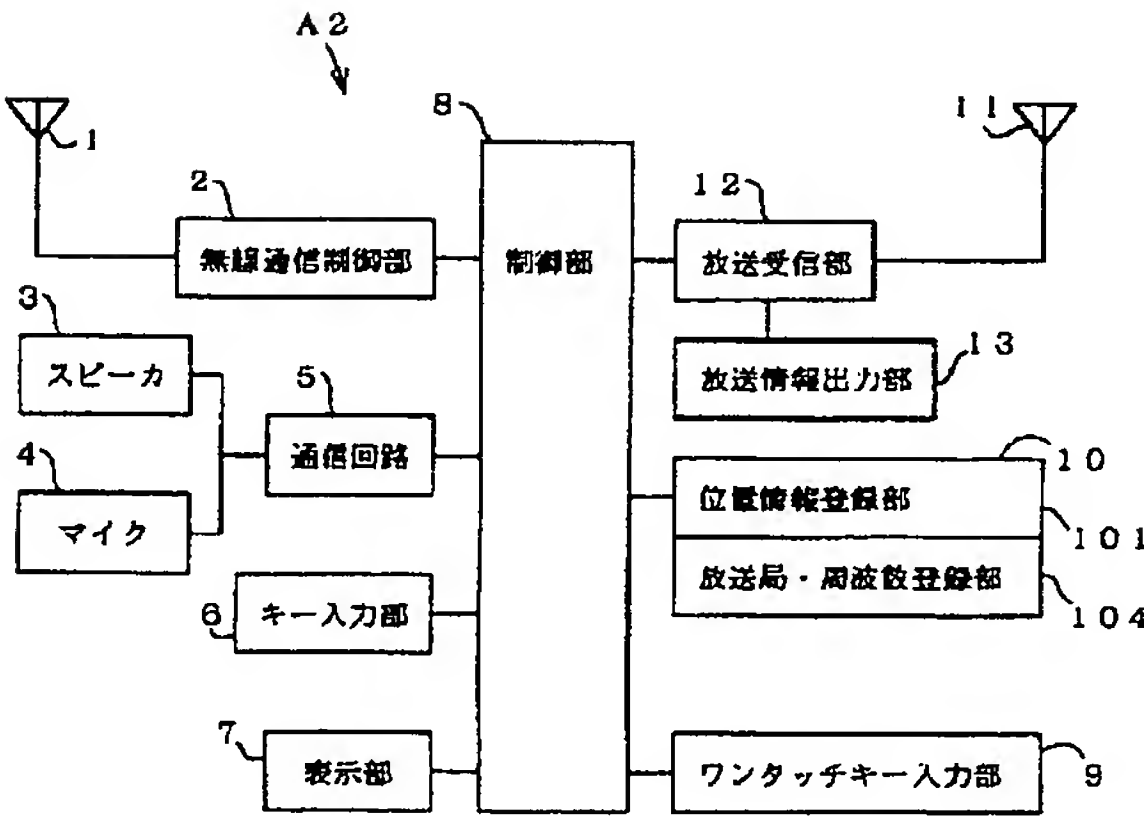 A2
1
8
11
2
無線通信制御部
制御部
12
放送受信部
3
スピーカ
13
放送情報出力部
5
通信回路
4
マイク
10
位置情報登録部
101
放送局・周波数登録部
104
6
キー入力部
7
表示部
ワンタッチキー入力部
9